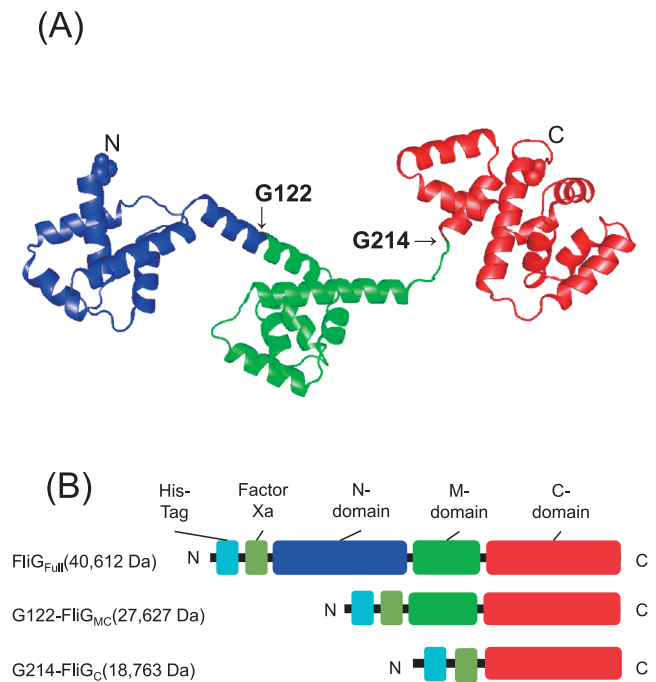 (A)
N
C
G122
G214
(B)
His-
Tag
Factor
Xa
N-
domain
M-
domain
C-
domain
FliGFull(40,612 Da)
N
C
G122-FliGMC(27,627 Da)
N
C
G214-FliGC(18,763 Da)
N
C